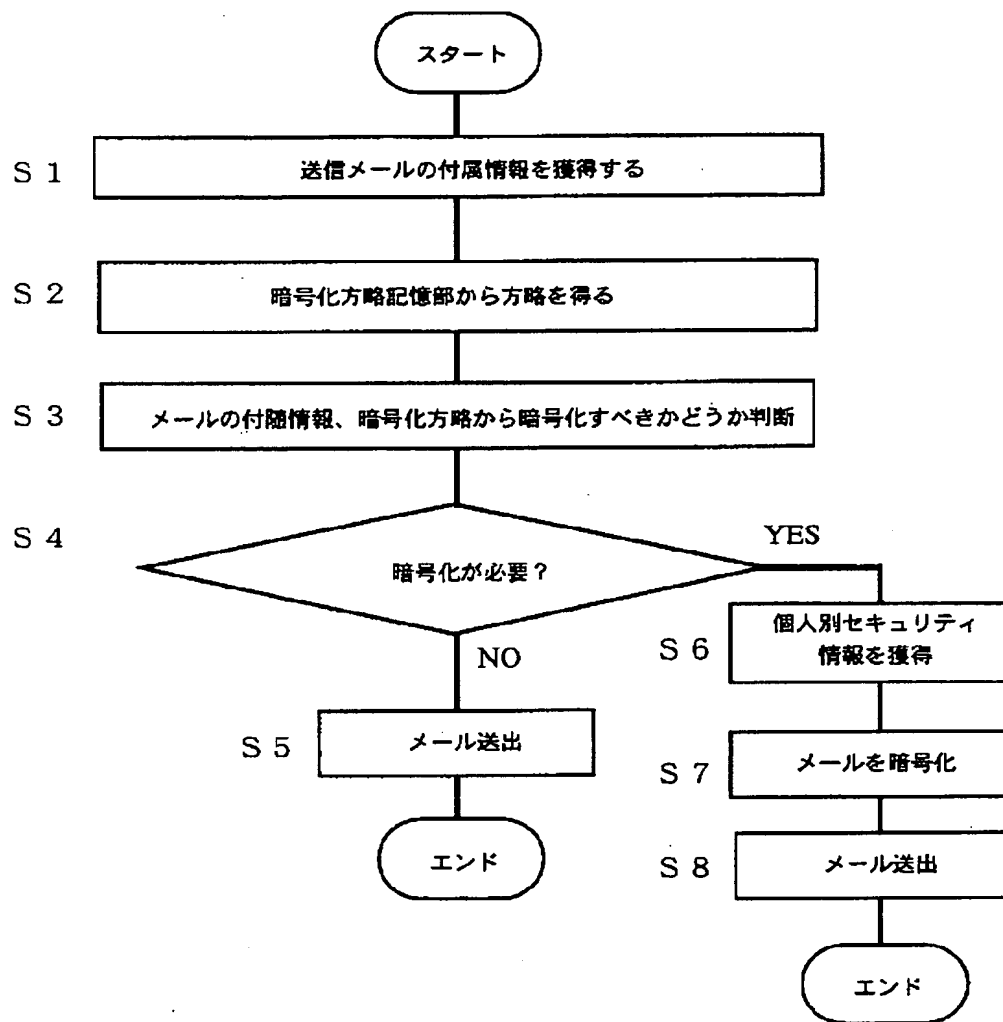 スタート
S 1
送信メールの付属情報を獲得する
S 2
暗号化方略記憶部から方略を得る
S 3
メールの付随情報、暗号化方略から暗号化すべきかどうか判断
S 4
暗号化が必要？
YES
NO
S 6
個人別セキュリティ
情報を獲得
S 5
メール送出
S 7
メールを暗号化
エンド
S 8
メール送出
エンド